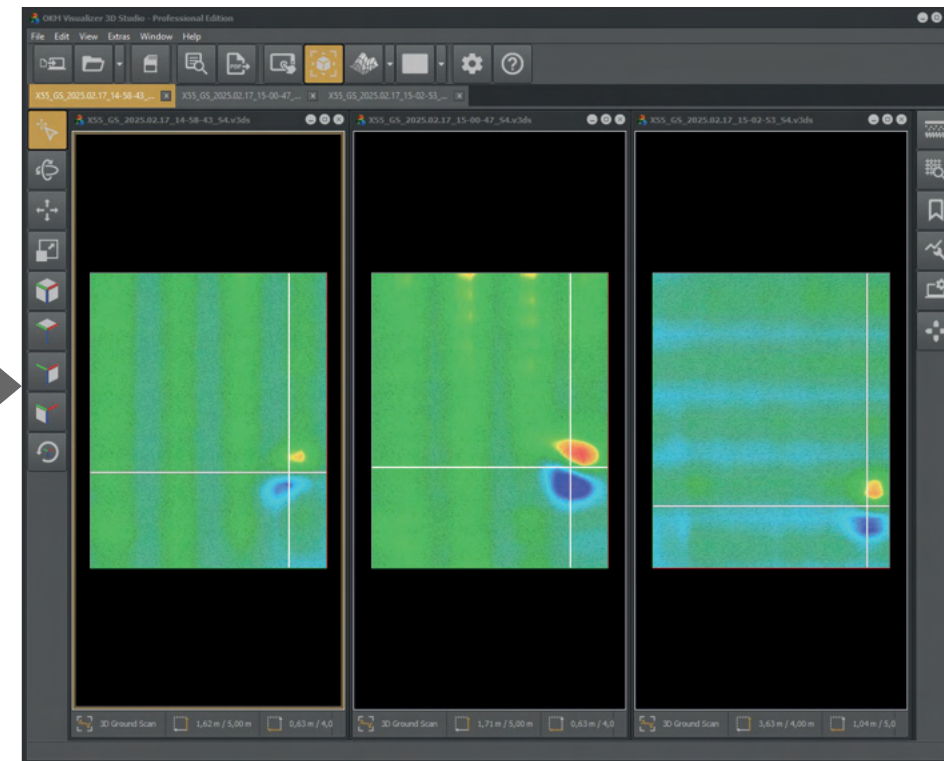 OKM Visualizer 3D Studio - Professional Edition
File Edit View Extras Window Help
PDF
X55_GS_2025.02.17_14-58-43_... X55_GS_2025.02.17_15-00-47_... X55_GS_2025.02.17_15-02-53_...
X55_GS_2025.02.17_14-58-43_S4.v3ds
X55_GS_2025.02.17_15-00-47_S4.v3ds
X55_GS_2025.02.17_15-02-53_S4.v3ds
3D Ground Scan 1,62 m / 5,00 m 0,63 m / 4,0
3D Ground Scan 1,71 m / 5,00 m 0,63 m / 4,0
3D Ground Scan 3,63 m / 4,00 m 1,04 m / 5,0